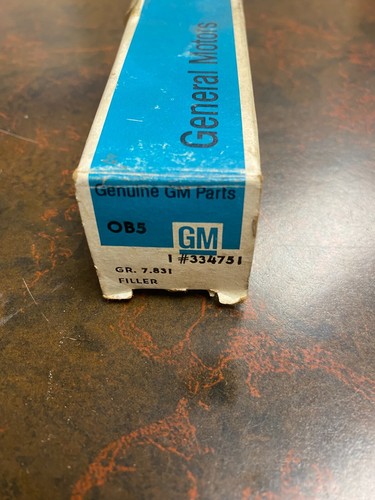 General Motors
Genuine GM Parts
OB5
GM
1 #334751
GR. 7.831
FILLER